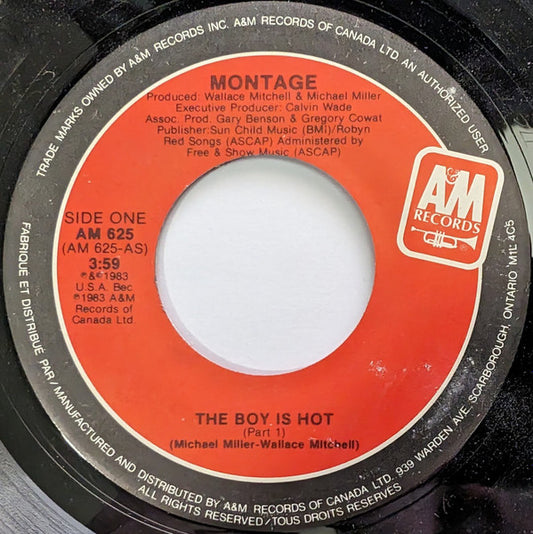 TRADE MARKS OWNED BY A&M RECORDS INC. A&M RECORDS OF CANADA LTD. AN AUTHORIZED USER
MONTAGE
Produced: Wallace Mitchell & Michael Miller
Executive Producer: Calvin Wade
Assoc. Prod. Gary Benson & Gregory Cowat
Publisher:Sun Child Music (BMI)/Robyn
Red Songs (ASCAP) Administered by
Free & Show Music (ASCAP)
A&M
RECORDS
SIDE ONE
AM 625
(AM 625-AS)
3:59
℗&©1983
U.S.A. Bec
℗1983 A&M
Records of
Canada Ltd.
THE BOY IS HOT
(Part 1)
(Michael Miller-Wallace Mitchell)
FABRIQUÉ ET DISTRIBUÉ PAR/MANUFACTURED AND DISTRIBUTED BY A&M RECORDS OF CANADA LTD. 939 WARDEN AVE. SCARBOROUGH, ONTARIO M1L 4C5
ALL RIGHTS RESERVED/TOUS DROITS RESERVES